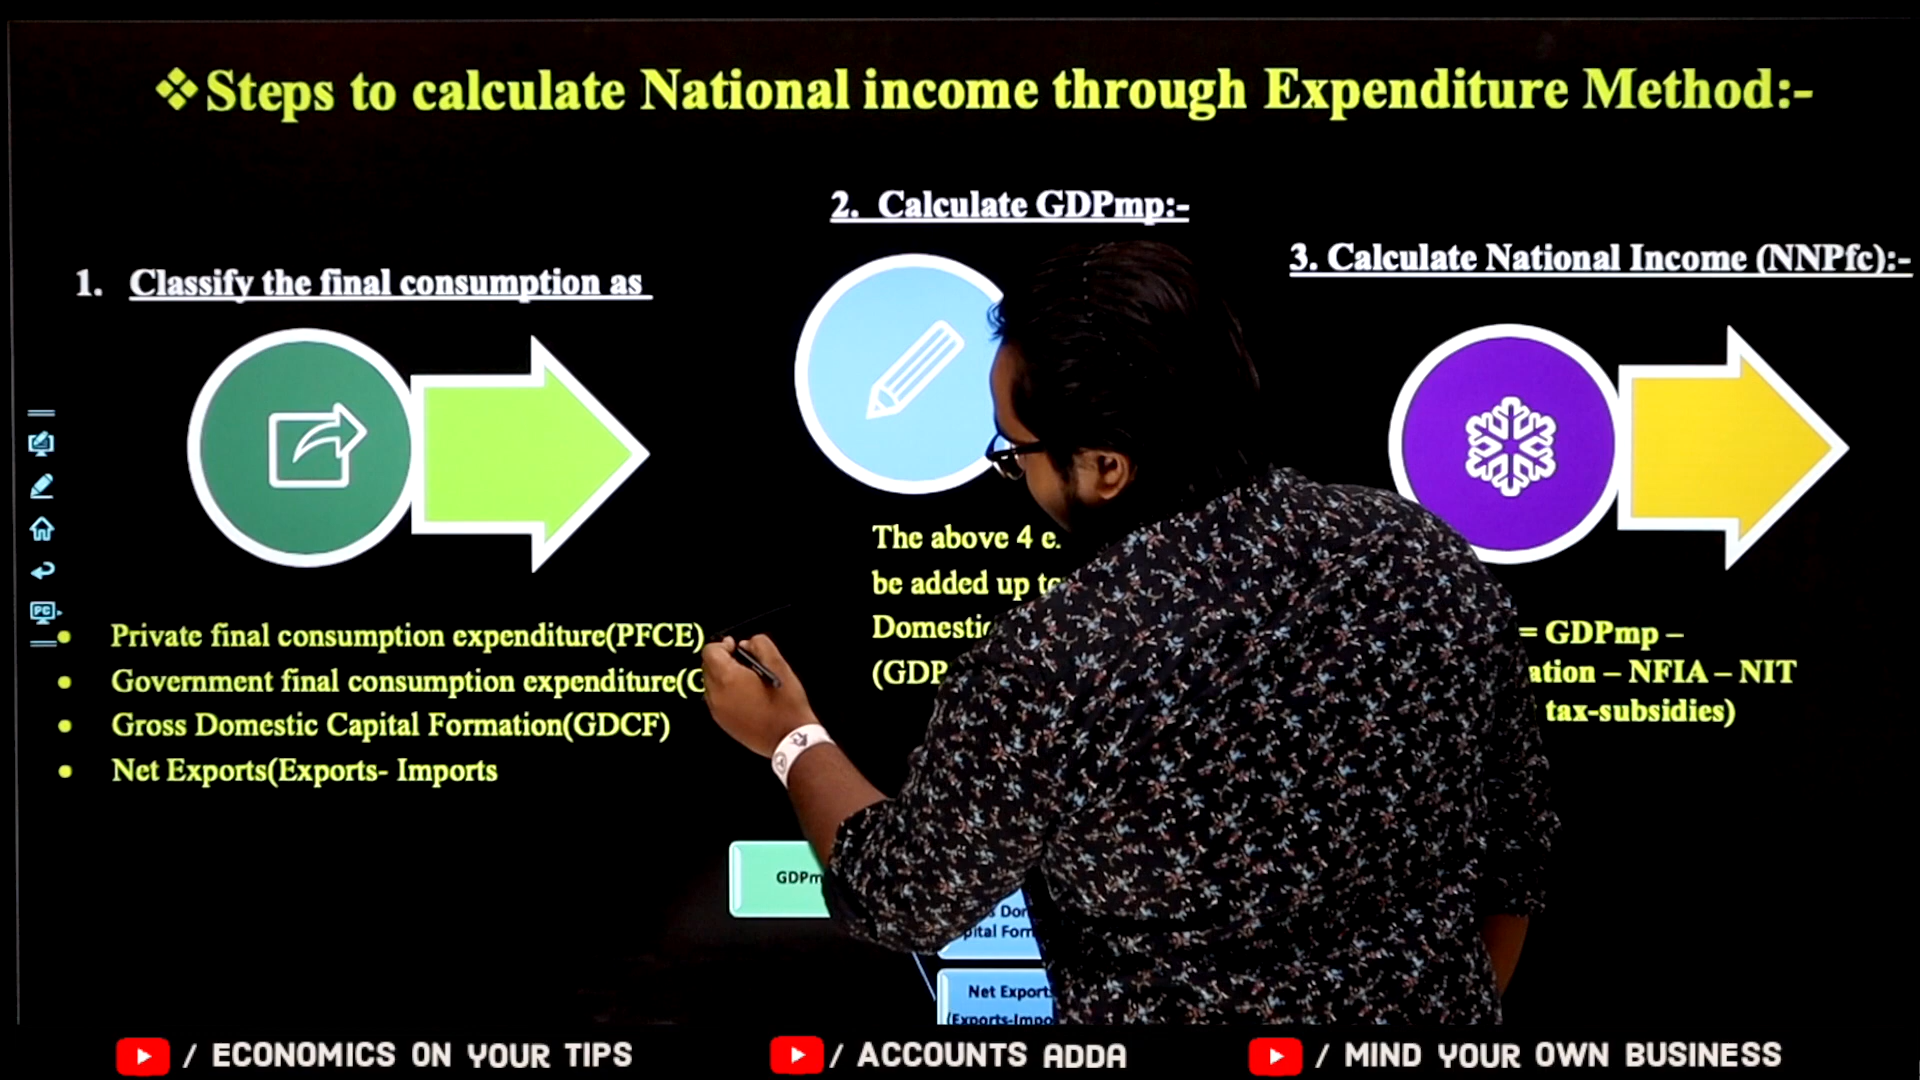 ❖Steps to calculate National income through Expenditure Method:-
2. Calculate GDPmp:-
3. Calculate National Income (NNPfc):-
1. Classify the final consumption as
The above 4
be added up
(GDP
PC
• Private final consumption expenditure(PFCE)
• Government final consumption expenditure(
• Gross Domestic Capital Formation(GDCF)
• Net Exports(Exports- Imports
= GDPmp –
– NFIA – NIT
tax-subsidies)
Net Export
/ ECONOMICS ON YOUR TIPS
/ ACCOUNTS ADDA
/ MIND YOUR OWN BUSINESS